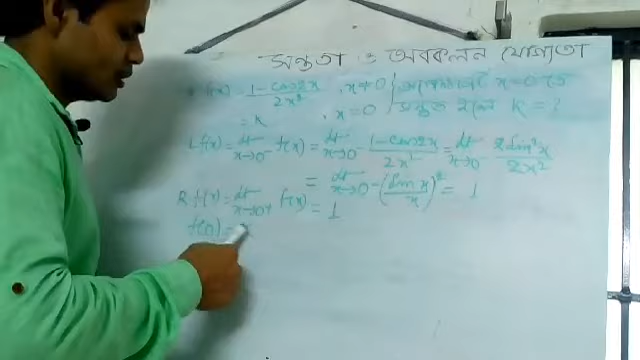 সন্ততা ও অবকলন যোগ্যতা
f(x) = 1-cos2x / 2x² , x≠0 } অপেক্ষকটি x=0 তে
= k , x=0 } সন্তত হলে k = ?
L f(x) = lt x→0⁻ f(x) = lt x→0⁻ 1-cos2x / 2x² = lt x→0⁻ 2sin²x / 2x²
= lt x→0⁻ (sin x / x)² = 1
R f(x) = lt x→0+ f(x) = 1
f(0) =